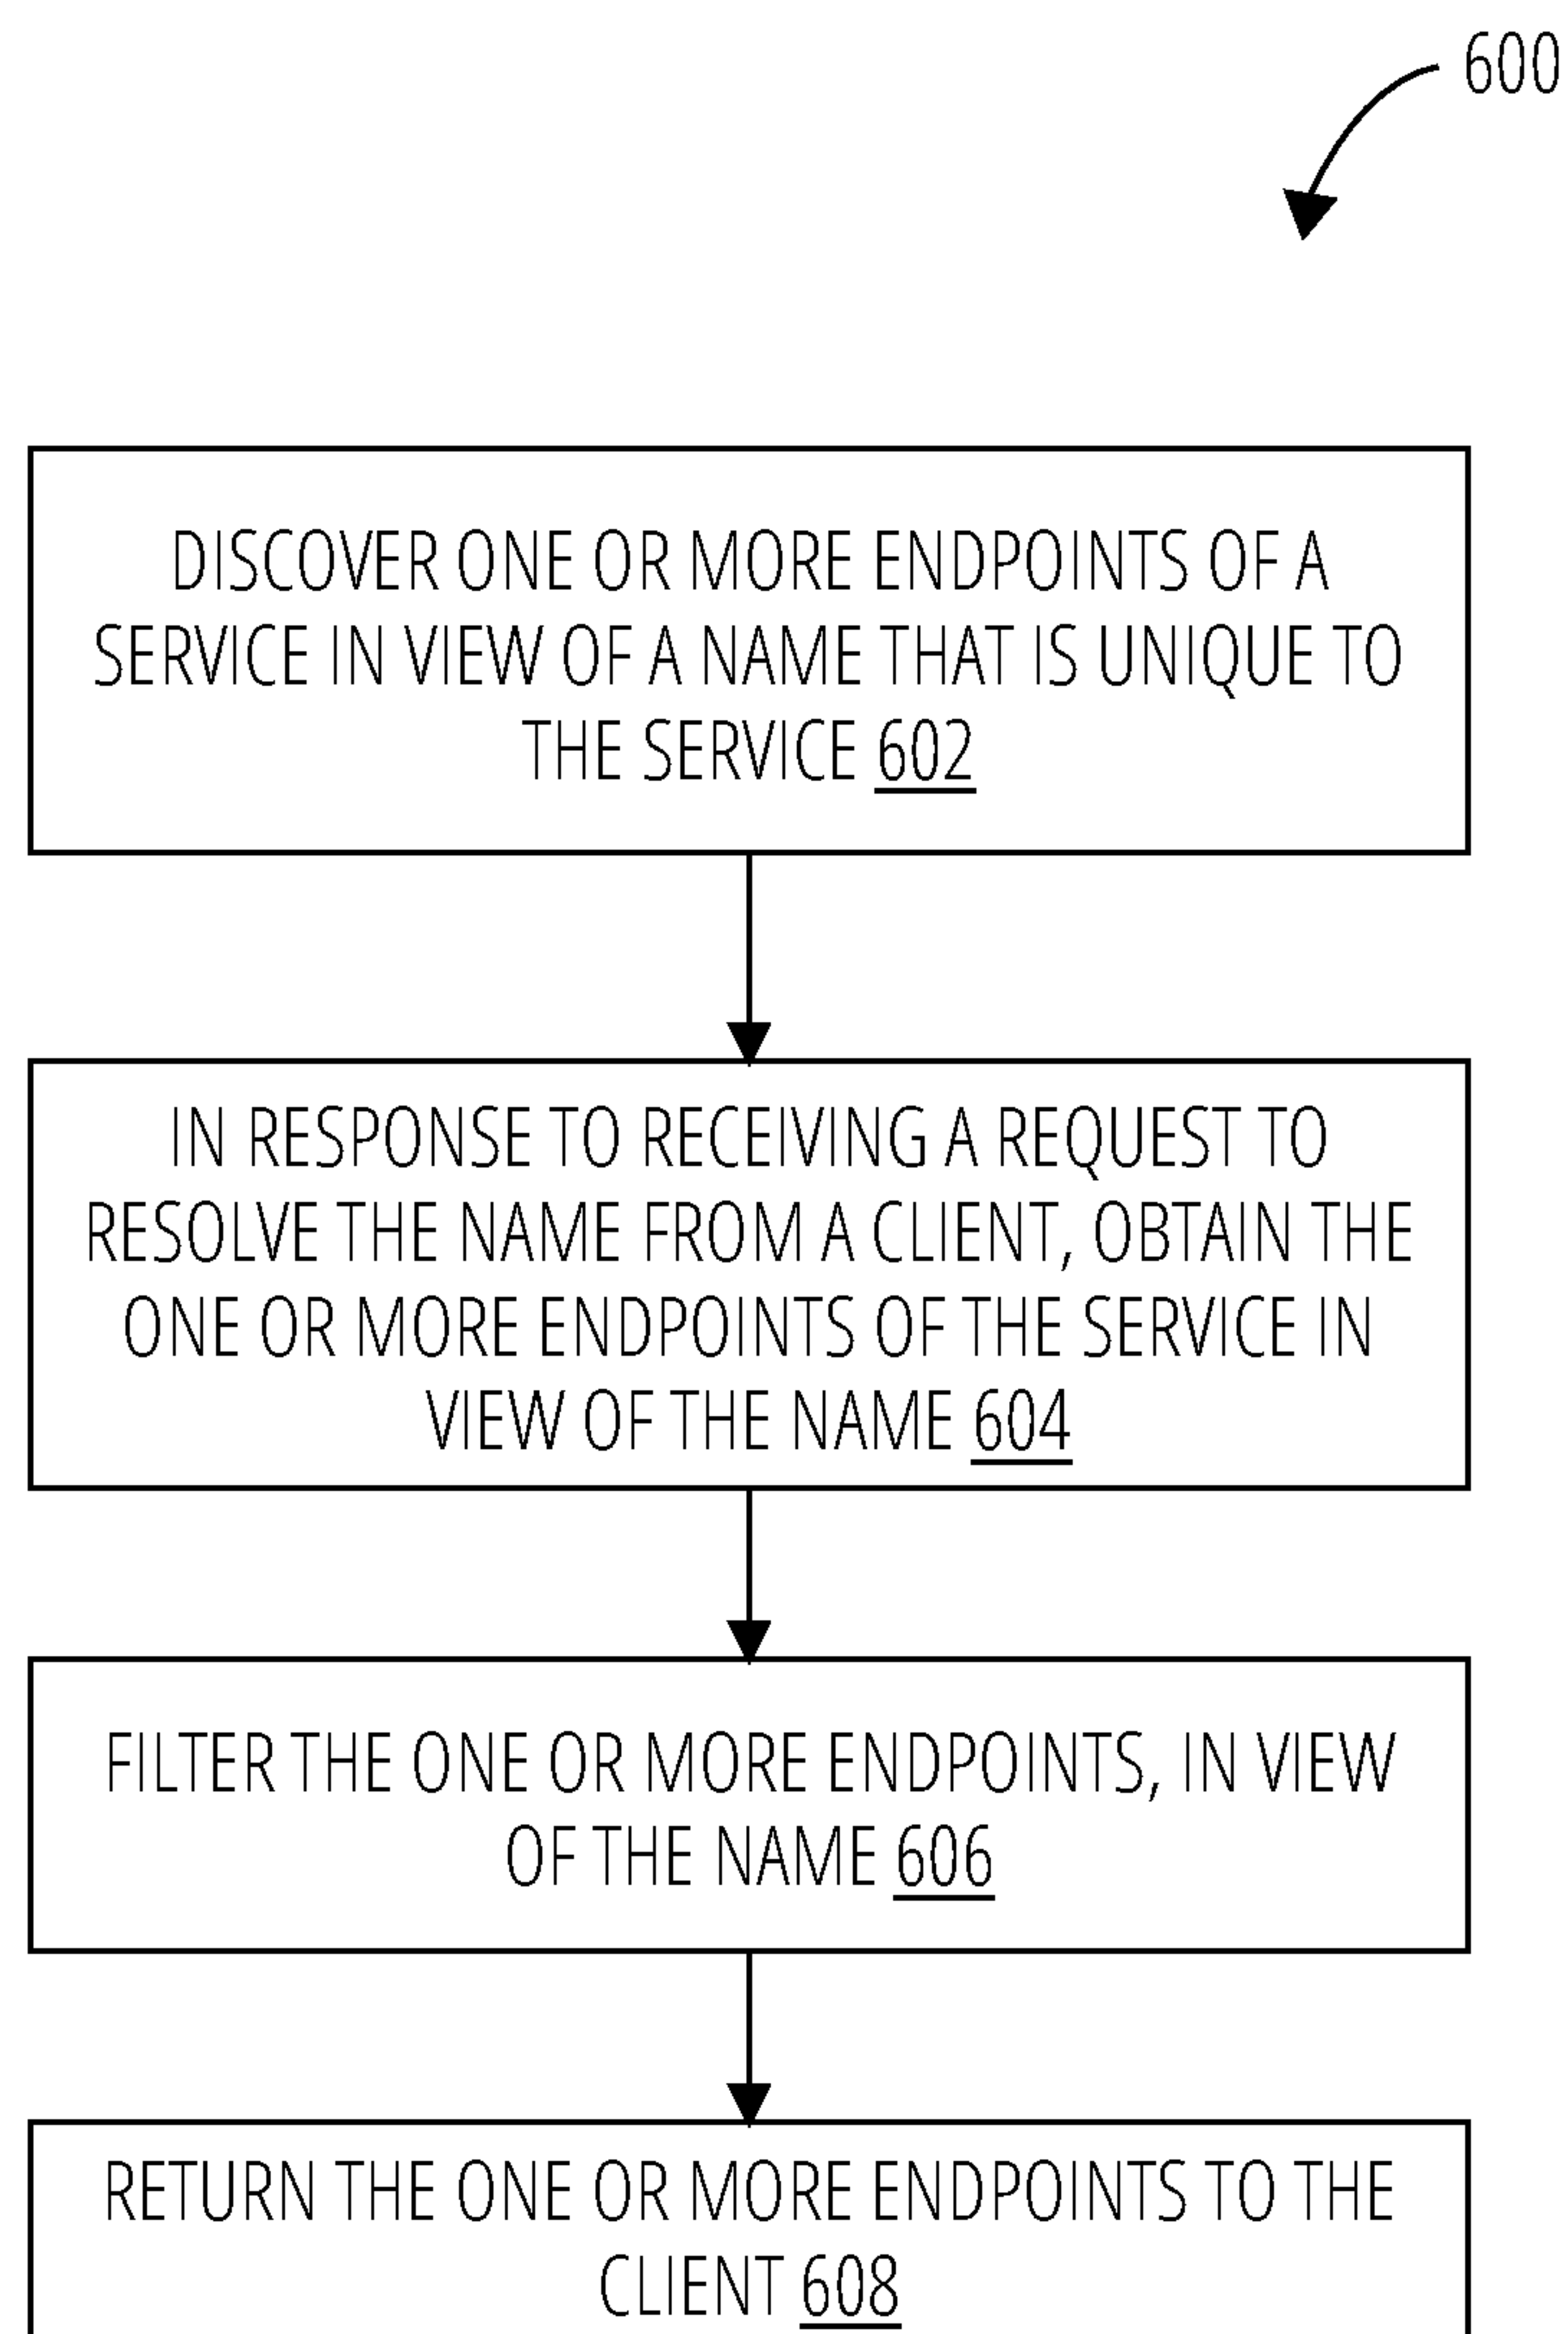 600
DISCOVER ONE OR MORE ENDPOINTS OF A
SERVICE IN VIEW OF A NAME THAT IS UNIQUE TO
THE SERVICE 602
IN RESPONSE TO RECEIVING A REQUEST TO
RESOLVE THE NAME FROM A CLIENT, OBTAIN THE
ONE OR MORE ENDPOINTS OF THE SERVICE IN
VIEW OF THE NAME 604
FILTER THE ONE OR MORE ENDPOINTS, IN VIEW
OF THE NAME 606
RETURN THE ONE OR MORE ENDPOINTS TO THE
CLIENT 608